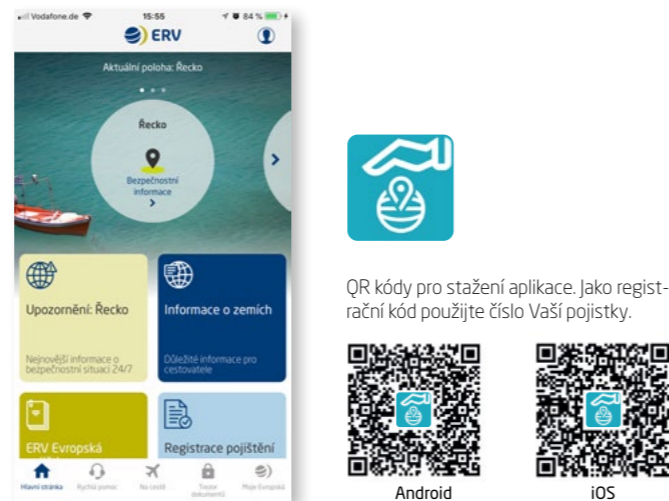 Vodafone.de 15:55 84 %
ERV
Aktuální poloha: Řecko
Řecko
Bezpečnostní
informace
Upozornění: Řecko
Nejnovější informace o
bezpečnostní situaci 24/7
Informace o zemích
Důležité informace pro
cestovatele
ERV Evropská
Registrace pojištění
Hlavní stránka Rychlá pomoc Na cestě Trezor Moje Evropská
dokumentů
QR kódy pro stažení aplikace. Jako regist-
rační kód použijte číslo Vaší pojistky.
Android iOS